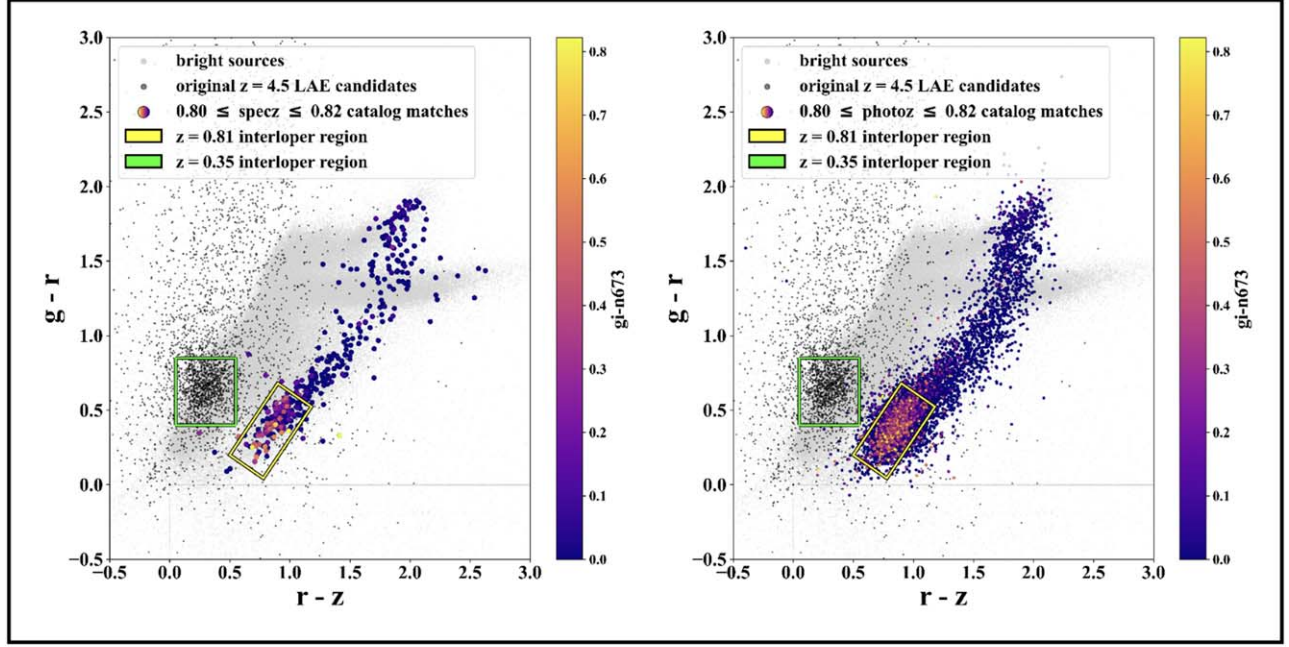 3.0
2.5
2.0
1.5
1.0
0.5
0.0
−0.5
g - r
bright sources
original z = 4.5 LAE candidates
0.80 ≤ specz ≤ 0.82 catalog matches
z = 0.81 interloper region
z = 0.35 interloper region
−0.5 0.0 0.5 1.0 1.5 2.0 2.5 3.0
r - z
0.8
0.7
0.6
0.5
0.4
0.3
0.2
0.1
0.0
gi-n673
3.0
2.5
2.0
1.5
1.0
0.5
0.0
−0.5
g - r
bright sources
original z = 4.5 LAE candidates
0.80 ≤ photoz ≤ 0.82 catalog matches
z = 0.81 interloper region
z = 0.35 interloper region
−0.5 0.0 0.5 1.0 1.5 2.0 2.5 3.0
r - z
0.8
0.7
0.6
0.5
0.4
0.3
0.2
0.1
0.0
gi-n673